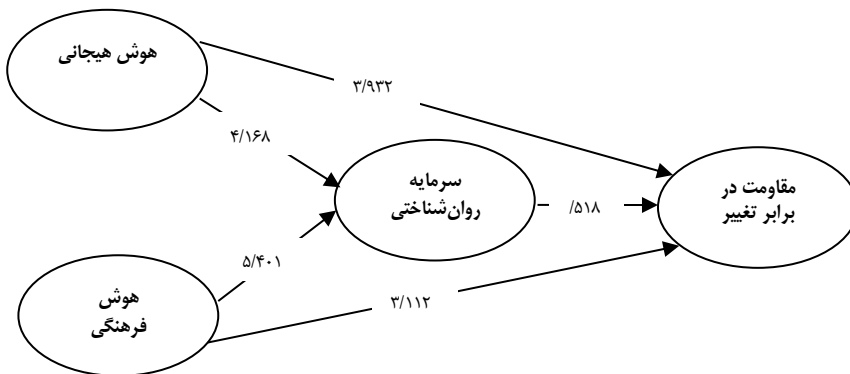 هوش هیجانی
۳/۹۳۲
۴/۱۶۸
سرمایه
روان‌شناختی
/۵۱۸
مقاومت در
برابر تغییر
۵/۴۰۱
هوش
فرهنگی
۳/۱۱۲